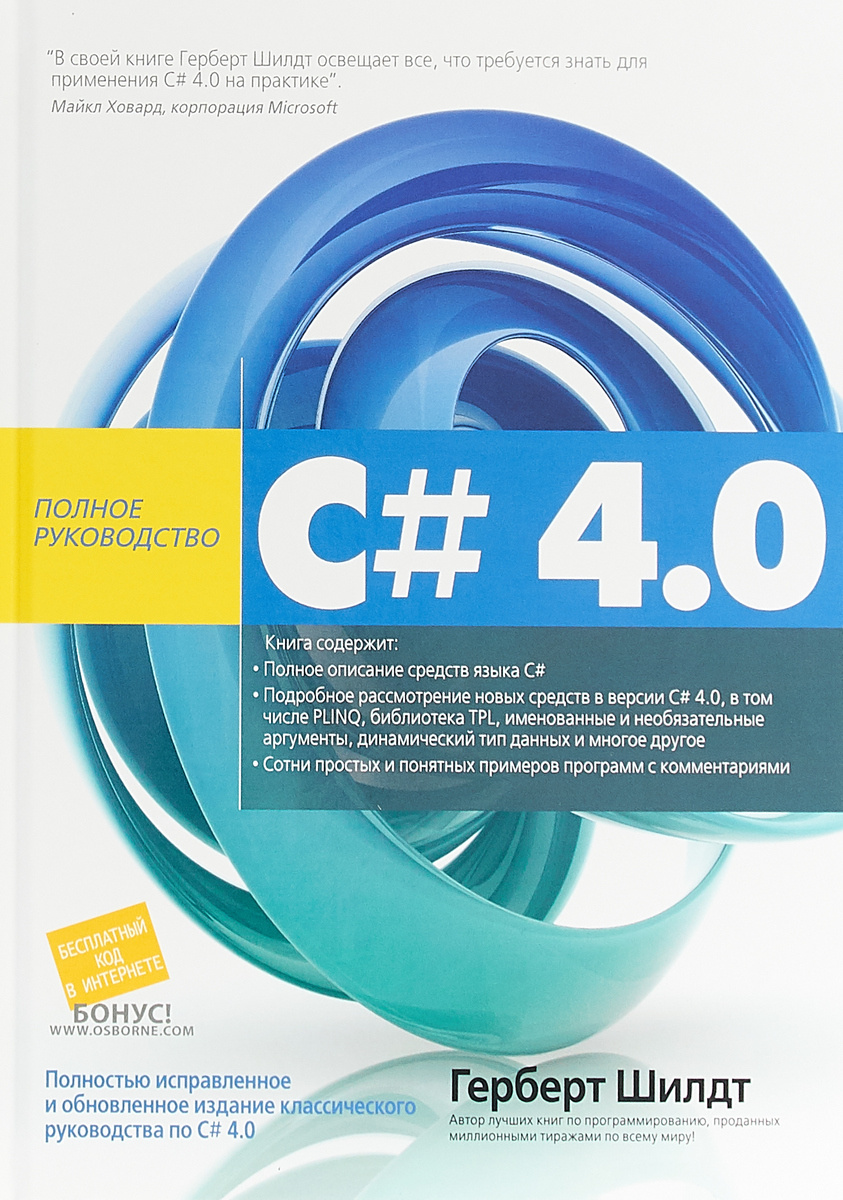 "В своей книге Герберт Шилдт освещает все, что требуется знать для
применения C# 4.0 на практике".
Майкл Ховард, корпорация Microsoft
ПОЛНОЕ
РУКОВОДСТВО
C# 4.0
Книга содержит:
• Полное описание средств языка C#
• Подробное рассмотрение новых средств в версии C# 4.0, в том
числе PLINQ, библиотека TPL, именованные и необязательные
аргументы, динамический тип данных и многое другое
• Сотни простых и понятных примеров программ с комментариями
БЕСПЛАТНЫЙ
КОД
В ИНТЕРНЕТЕ
БОНУС!
WWW.OSBORNE.COM
Полностью исправленное
и обновленное издание классического
руководства по C# 4.0
Герберт Шилдт
Автор лучших книг по программированию, проданных
миллионными тиражами по всему миру!